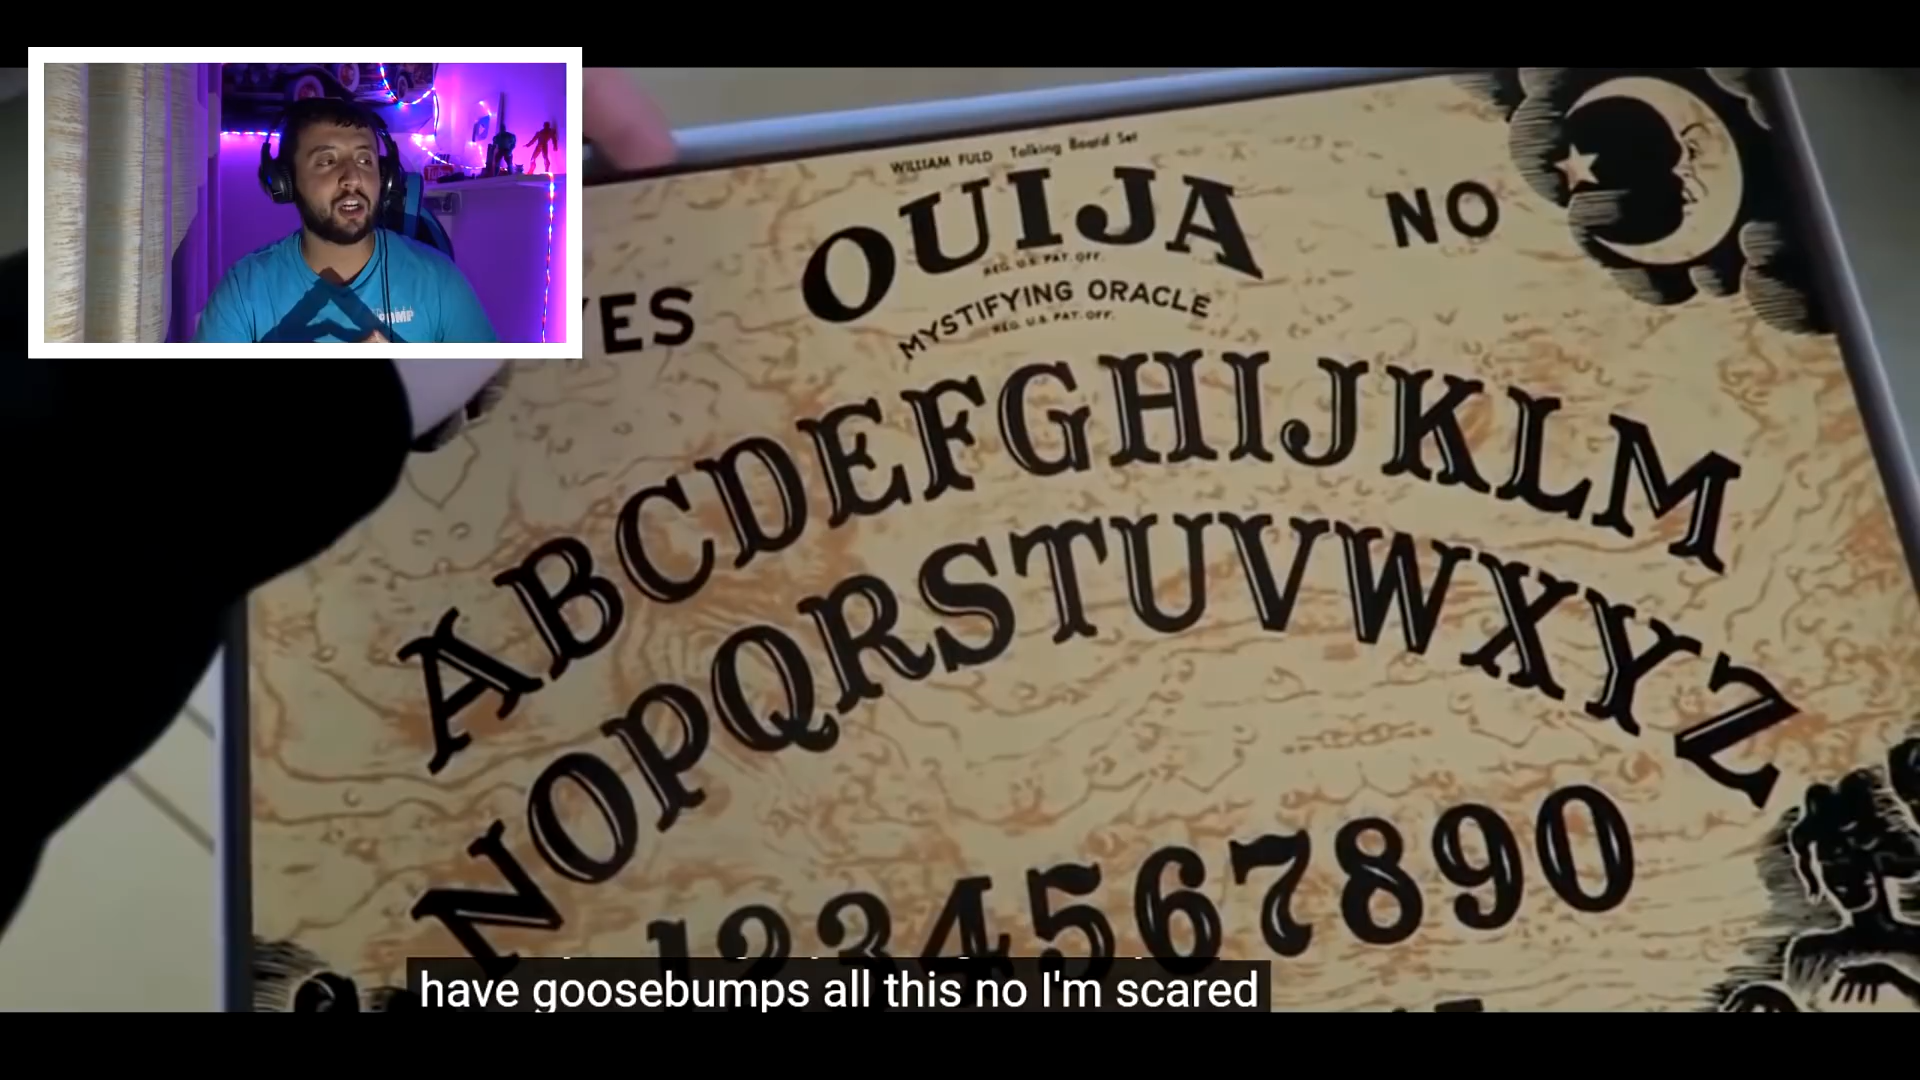 WILLIAM FULD Talking Board Set
OUIJA
REG. U.S. PAT. OFF.
MYSTIFYING ORACLE
REG. U.S. PAT. OFF.
YES
NO
ABCDEFGHIJKLM
NOPQRSTUVWXYZ
1234567890
have goosebumps all this no I'm scared